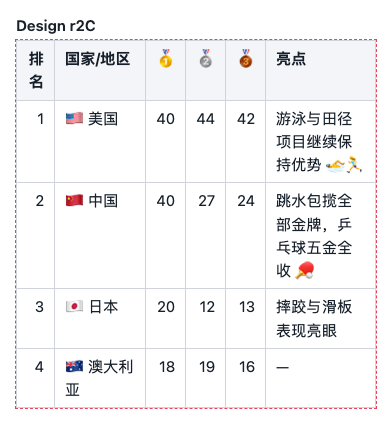 Design r2C
排名 国家/地区 🥇 🥈 🥉 亮点
1 🇺🇸 美国 40 44 42 游泳与田径
项目继续保
持优势 🏊🏃
2 🇨🇳 中国 40 27 24 跳水包揽全
部金牌，乒
乓球五金全
收 🏓
3 🇯🇵 日本 20 12 13 摔跤与滑板
表现亮眼
4 🇦🇺 澳大利亚 18 19 16 —